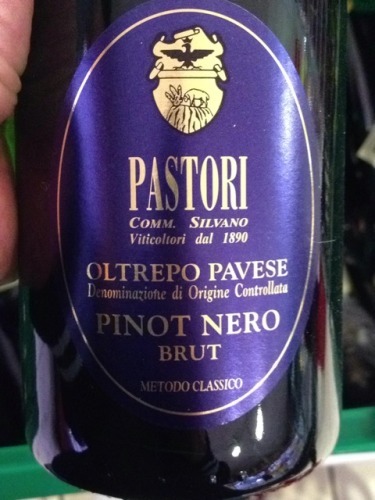 PASTORI
COMM. SILVANO
Viticoltori dal 1890
OLTREPO PAVESE
Denominazione di Origine Controllata
PINOT NERO
BRUT
METODO CLASSICO